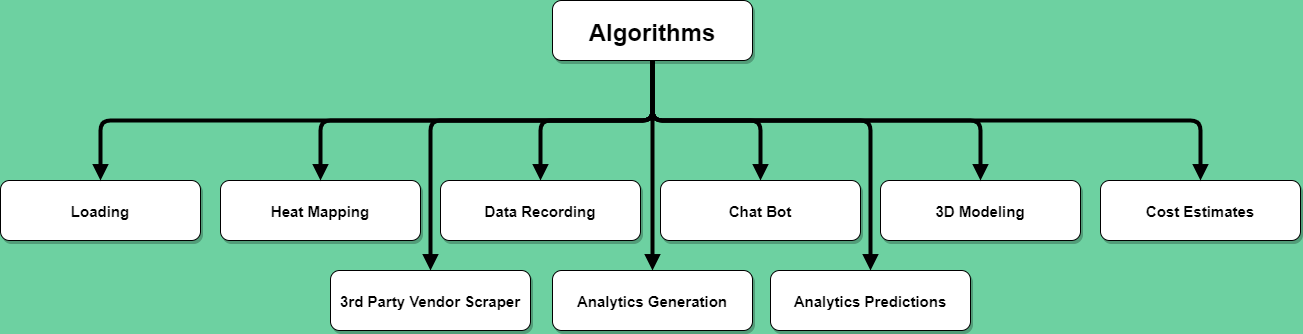 Algorithms
Loading
Heat Mapping
Data Recording
Chat Bot
3D Modeling
Cost Estimates
3rd Party Vendor Scraper
Analytics Generation
Analytics Predictions